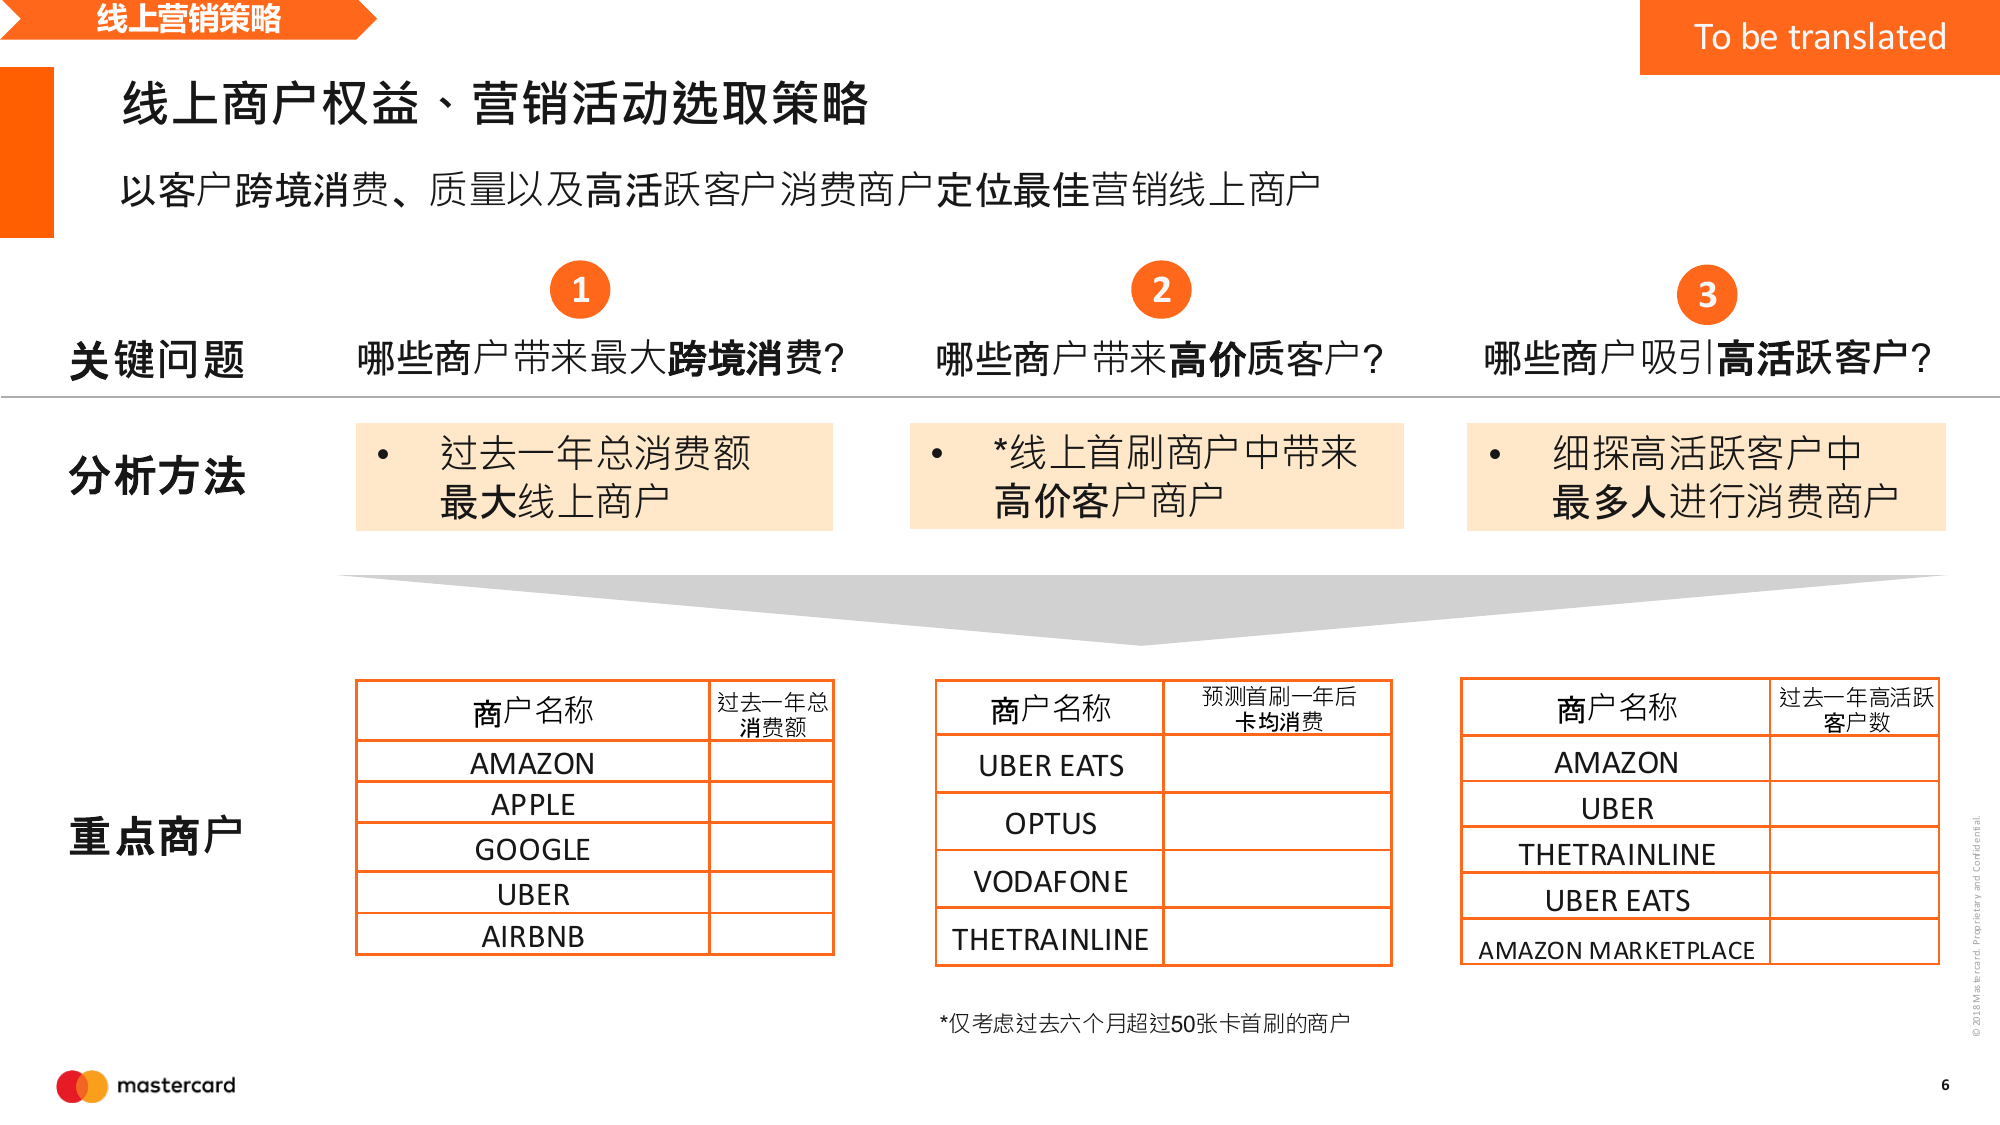 线上营销策略
To be translated
线上商户权益、营销活动选取策略
以客户跨境消费、质量以及高活跃客户消费商户定位最佳营销线上商户
1
2
3
关键问题
哪些商户带来最大跨境消费?
哪些商户带来高价质客户?
哪些商户吸引高活跃客户?
分析方法
• 过去一年总消费额
最大线上商户
• *线上首刷商户中带来
高价客户商户
• 细探高活跃客户中
最多人进行消费商户
重点商户
商户名称
过去一年总
消费额
AMAZON
APPLE
GOOGLE
UBER
AIRBNB
商户名称
预测首刷一年后
卡均消费
UBER EATS
OPTUS
VODAFONE
THETRAINLINE
商户名称
过去一年高活跃
客户数
AMAZON
UBER
THETRAINLINE
UBER EATS
AMAZON MARKETPLACE
*仅考虑过去六个月超过50张卡首刷的商户
©2018 Mastercard. Proprietary and Confidential.
mastercard
6